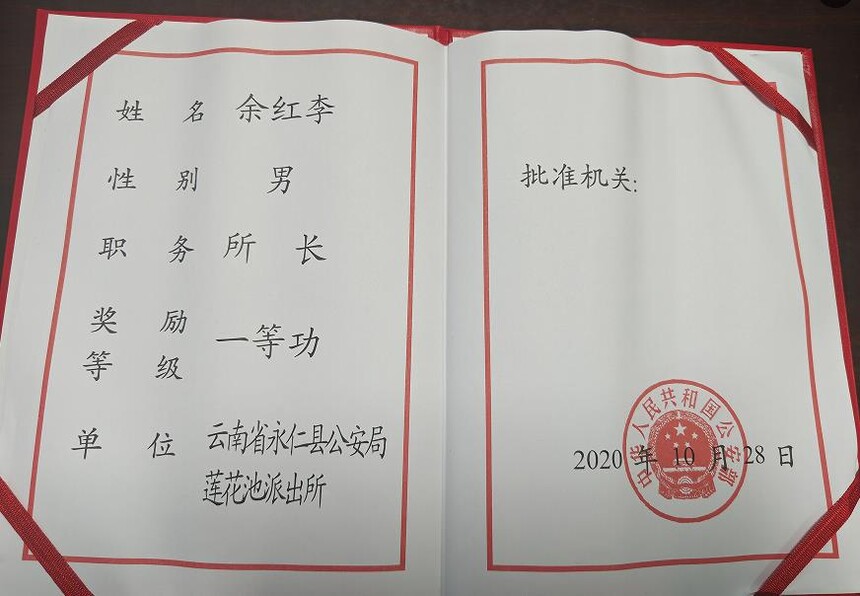 姓 名 余红李
性 别 男
职 务 所 长
奖 励
等 级 一等功
单 位 云南省永仁县公安局
莲花池派出所
批准机关:
中华人民共和国公安部
2020 年 10 月 28 日